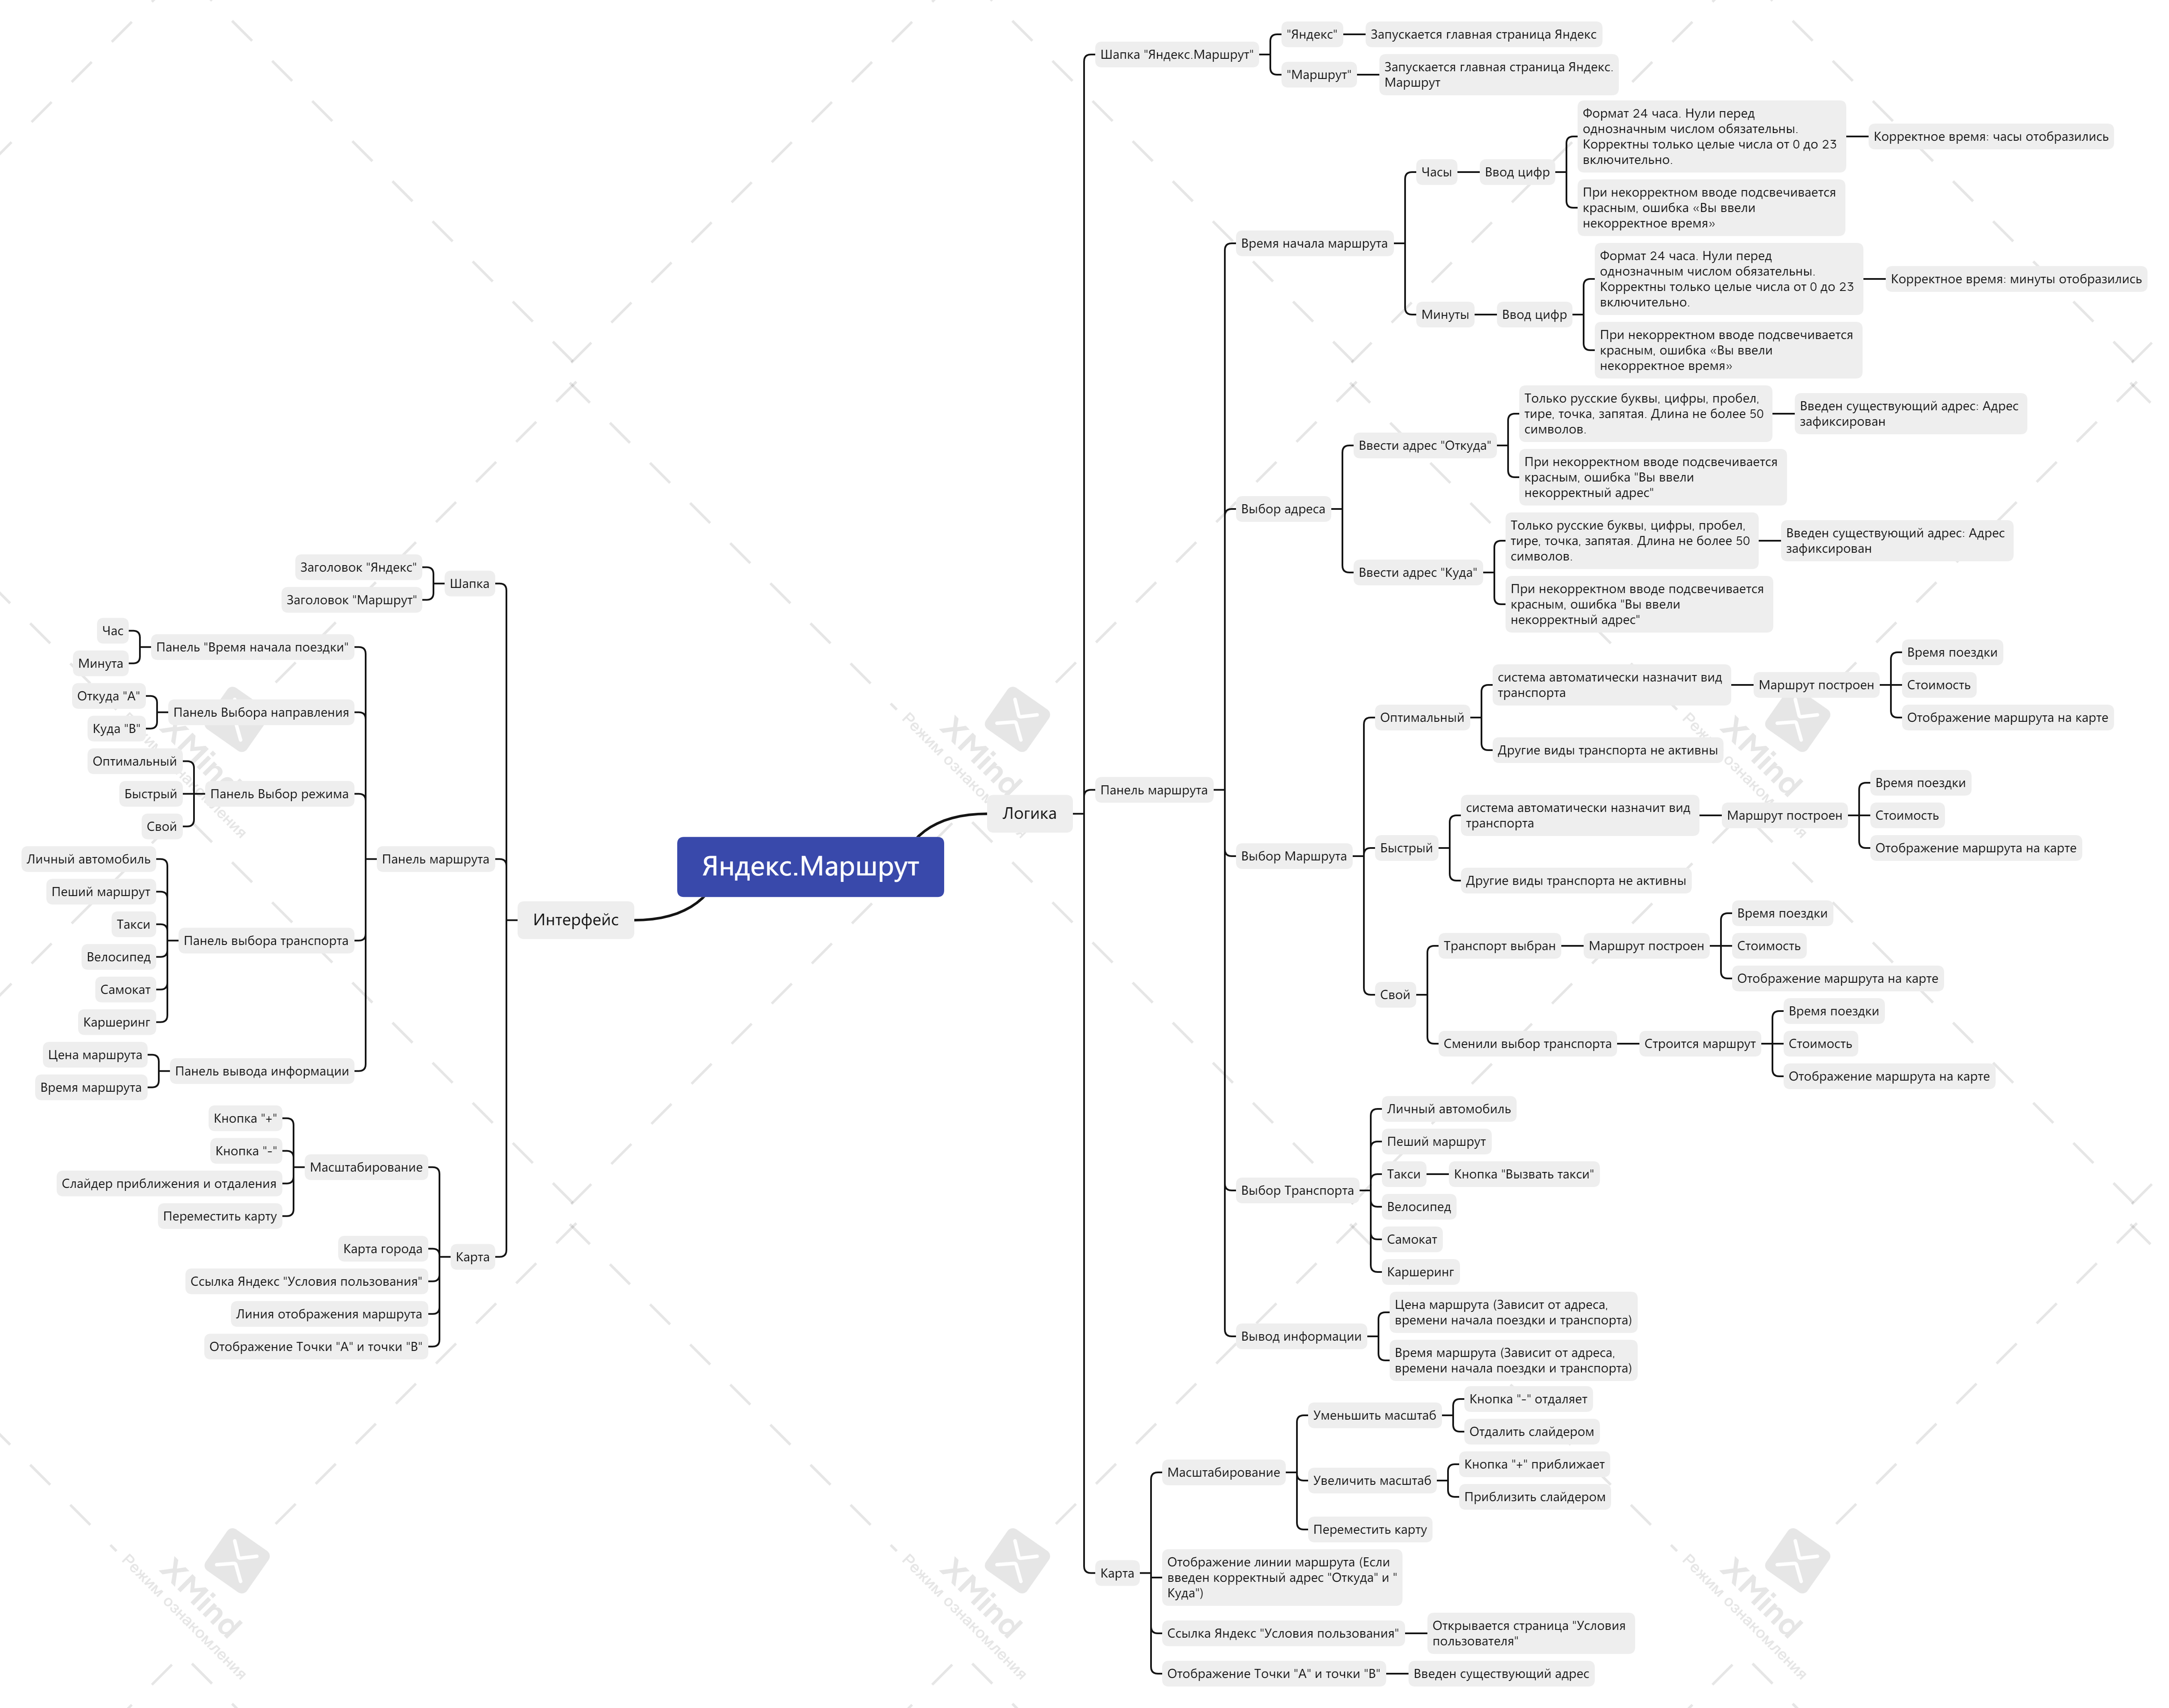 Яндекс.Маршрут
Логика
Шапка "Яндекс.Маршрут"
"Яндекс"
Запускается главная страница Яндекс
"Маршрут"
Запускается главная страница Яндекс.
Маршрут
Панель маршрута
Время начала маршрута
Часы
Ввод цифр
Формат 24 часа. Нули перед
однозначным числом обязательны.
Корректны только целые числа от 0 до 23
включительно.
Корректное время: часы отобразились
При некорректном вводе подсвечивается
красным, ошибка «Вы ввели
некорректное время»
Минуты
Ввод цифр
Формат 24 часа. Нули перед
однозначным числом обязательны.
Корректны только целые числа от 0 до 23
включительно.
Корректное время: минуты отобразились
При некорректном вводе подсвечивается
красным, ошибка «Вы ввели
некорректное время»
Выбор адреса
Ввести адрес "Откуда"
Только русские буквы, цифры, пробел,
тире, точка, запятая. Длина не более 50
символов.
Введен существующий адрес: Адрес
зафиксирован
При некорректном вводе подсвечивается
красным, ошибка "Вы ввели
некорректный адрес"
Ввести адрес "Куда"
Только русские буквы, цифры, пробел,
тире, точка, запятая. Длина не более 50
символов.
Введен существующий адрес: Адрес
зафиксирован
При некорректном вводе подсвечивается
красным, ошибка "Вы ввели
некорректный адрес"
Выбор Маршрута
Оптимальный
система автоматически назначит вид
транспорта
Маршрут построен
Время поездки
Стоимость
Отображение маршрута на карте
Другие виды транспорта не активны
Быстрый
система автоматически назначит вид
транспорта
Маршрут построен
Время поездки
Стоимость
Отображение маршрута на карте
Другие виды транспорта не активны
Свой
Транспорт выбран
Маршрут построен
Время поездки
Стоимость
Отображение маршрута на карте
Сменили выбор транспорта
Строится маршрут
Время поездки
Стоимость
Отображение маршрута на карте
Выбор Транспорта
Личный автомобиль
Пеший маршрут
Такси
Кнопка "Вызвать такси"
Велосипед
Самокат
Каршеринг
Вывод информации
Цена маршрута (Зависит от адреса,
времени начала поездки и транспорта)
Время маршрута (Зависит от адреса,
времени начала поездки и транспорта)
Карта
Масштабирование
Уменьшить масштаб
Кнопка "-" отдаляет
Отдалить слайдером
Увеличить масштаб
Кнопка "+" приближает
Приблизить слайдером
Переместить карту
Отображение линии маршрута (Если
введен корректный адрес "Откуда" и "
Куда")
Ссылка Яндекс "Условия пользования"
Открывается страница "Условия
пользователя"
Отображение Точки "А" и точки "В"
Введен существующий адрес
Интерфейс
Шапка
Заголовок "Яндекс"
Заголовок "Маршрут"
Панель маршрута
Панель "Время начала поездки"
Час
Минута
Панель Выбора направления
Откуда "А"
Куда "В"
Панель Выбор режима
Оптимальный
Быстрый
Свой
Панель выбора транспорта
Личный автомобиль
Пеший маршрут
Такси
Велосипед
Самокат
Каршеринг
Панель вывода информации
Цена маршрута
Время маршрута
Карта
Масштабирование
Кнопка "+"
Кнопка "-"
Слайдер приближения и отдаления
Переместить карту
Карта города
Ссылка Яндекс "Условия пользования"
Линия отображения маршрута
Отображение Точки "А" и точки "В"
xMind
- Режим ознакомления
xMind
- Режим ознакомления
xMind
- Режим ознакомления
xMind
- Режим ознакомления
xMind
- Режим ознакомления
xMind
- Режим ознакомления